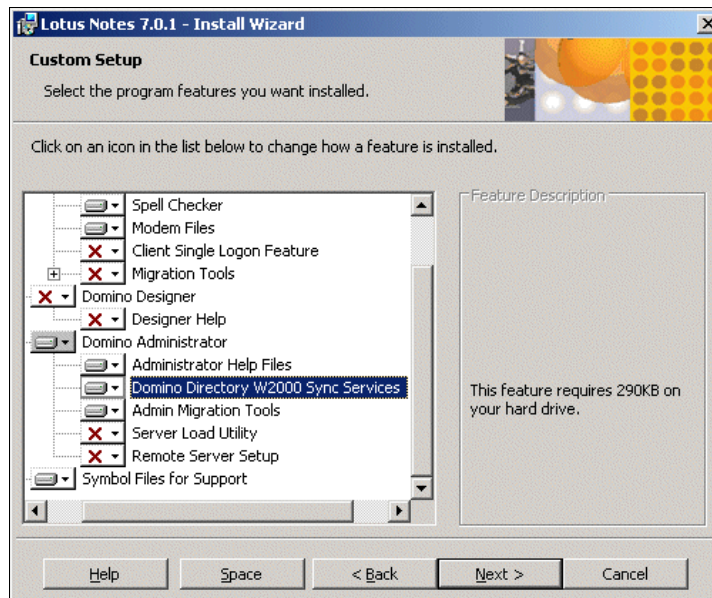 Lotus Notes 7.0.1 - Install Wizard
Custom Setup
Select the program features you want installed.
Click on an icon in the list below to change how a feature is installed.
Spell Checker
Modem Files
Client Single Logon Feature
Migration Tools
Domino Designer
Designer Help
Domino Administrator
Administrator Help Files
Domino Directory W2000 Sync Services
Admin Migration Tools
Server Load Utility
Remote Server Setup
Symbol Files for Support
Feature Description
This feature requires 290KB on
your hard drive.
Help Space < Back Next > Cancel